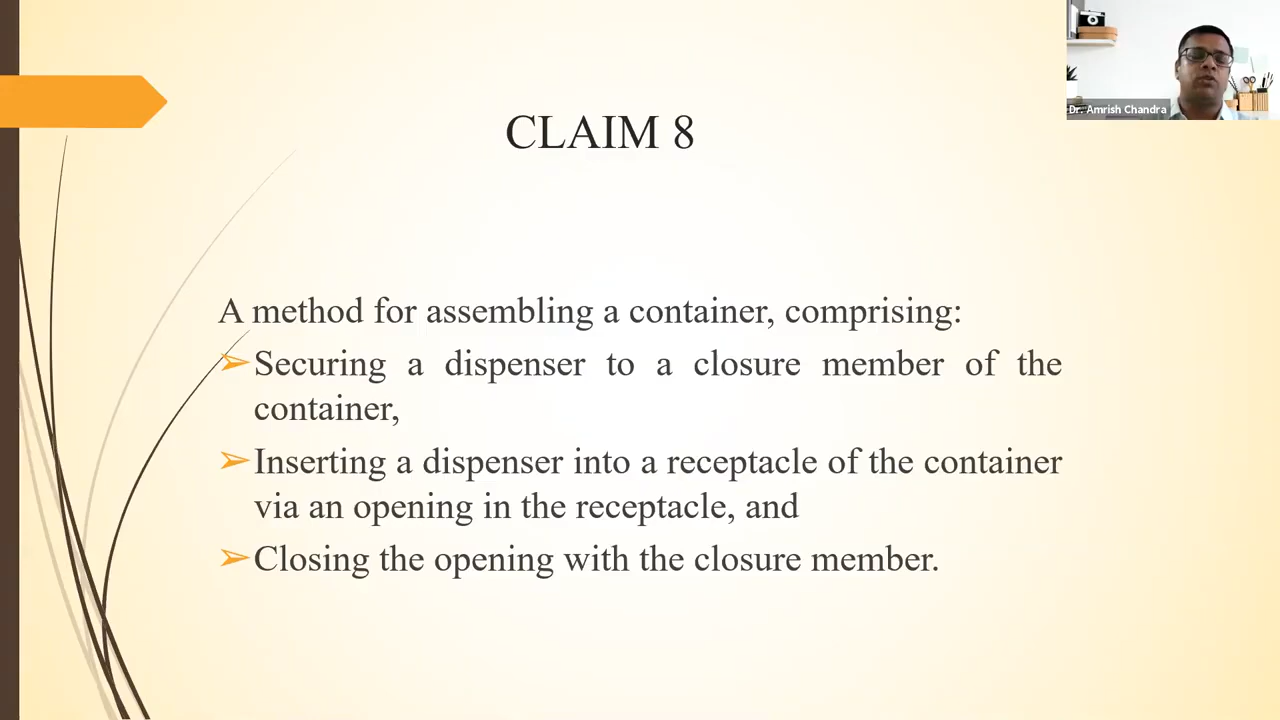 Dr. Amrish Chandra
CLAIM 8
A method for assembling a container, comprising:
➢Securing a dispenser to a closure member of the
container,
➢Inserting a dispenser into a receptacle of the container
via an opening in the receptacle, and
➢Closing the opening with the closure member.